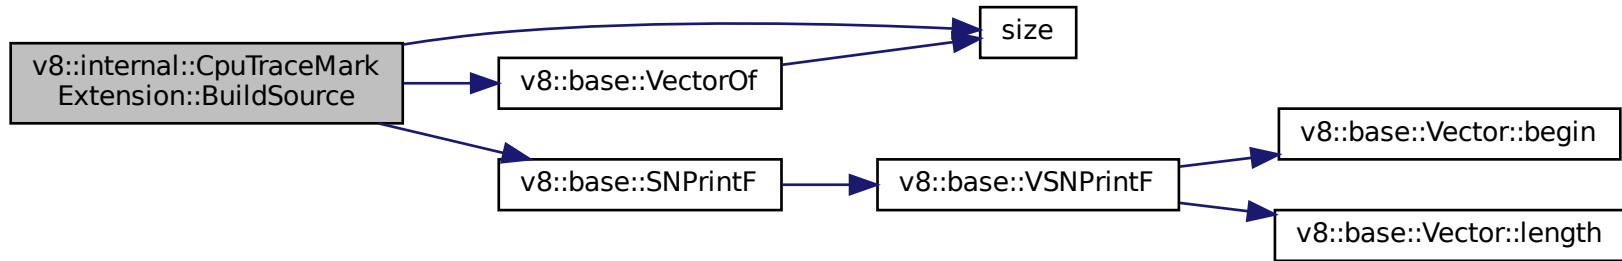 v8::internal::CpuTraceMark
Extension::BuildSource
size
v8::base::VectorOf
v8::base::SNPrintF
v8::base::VSNPrintF
v8::base::Vector::begin
v8::base::Vector::length